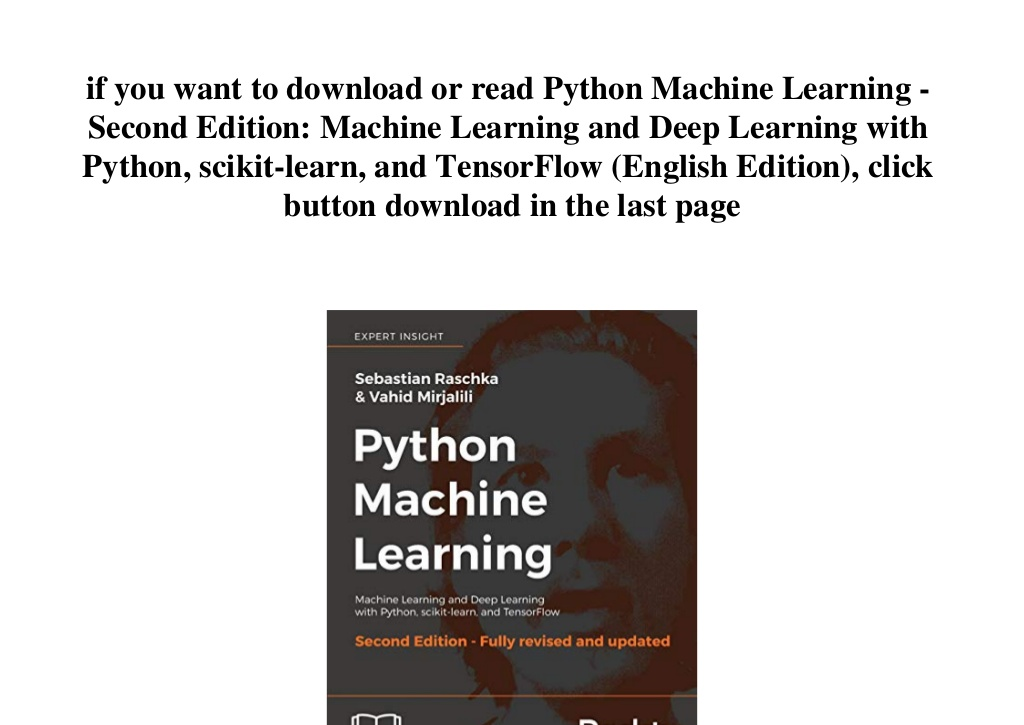 if you want to download or read Python Machine Learning -
Second Edition: Machine Learning and Deep Learning with
Python, scikit-learn, and TensorFlow (English Edition), click
button download in the last page
EXPERT INSIGHT
Sebastian Raschka
& Vahid Mirjalili
Python
Machine
Learning
Machine Learning and Deep Learning
with Python, scikit-learn, and TensorFlow
Second Edition - Fully revised and updated